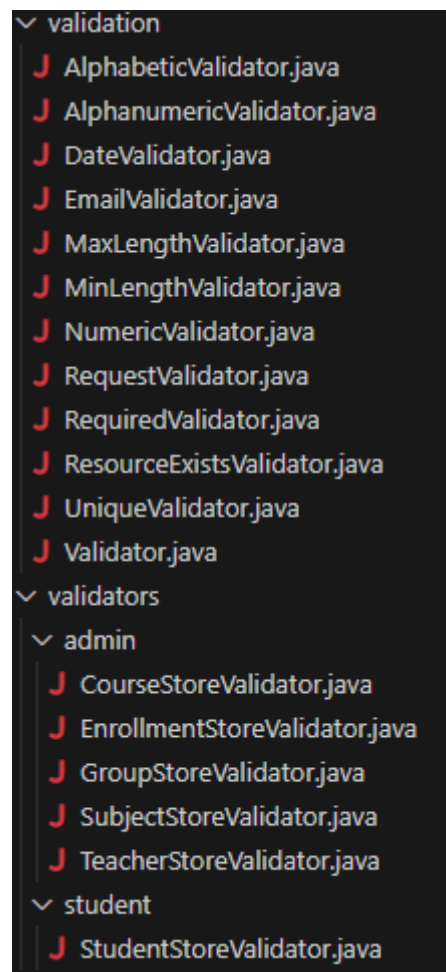 validation
J AlphabeticValidator.java
J AlphanumericValidator.java
J DateValidator.java
J EmailValidator.java
J MaxLengthValidator.java
J MinLengthValidator.java
J NumericValidator.java
J RequestValidator.java
J RequiredValidator.java
J ResourceExistsValidator.java
J UniqueValidator.java
J Validator.java
validators
admin
J CourseStoreValidator.java
J EnrollmentStoreValidator.java
J GroupStoreValidator.java
J SubjectStoreValidator.java
J TeacherStoreValidator.java
student
J StudentStoreValidator.java